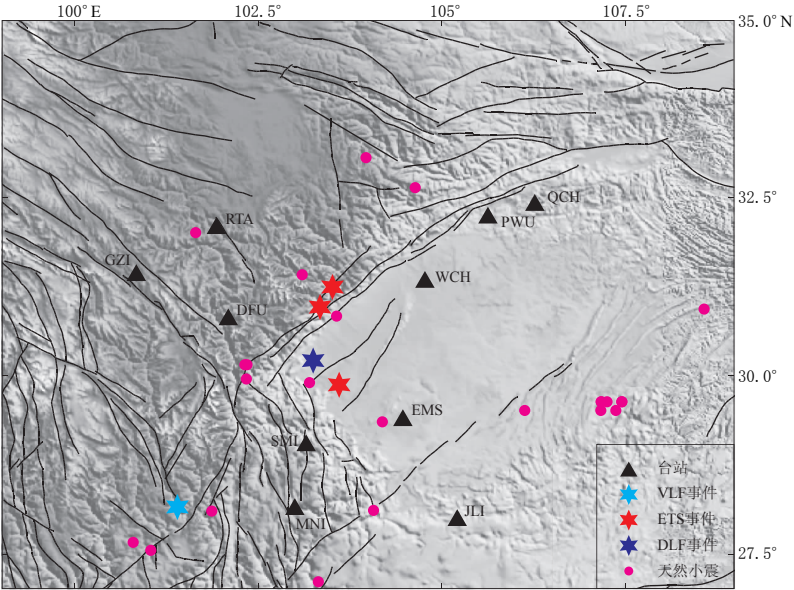 100°E 102.5° 105° 107.5° 35.0°N
QCH
32.5°
PWU
RTA
GZI
WCH
DFU
30.0°
EMS
SMI
台站
VLF事件
JLI
ETS事件
MNI
DLF事件
27.5°
天然小震